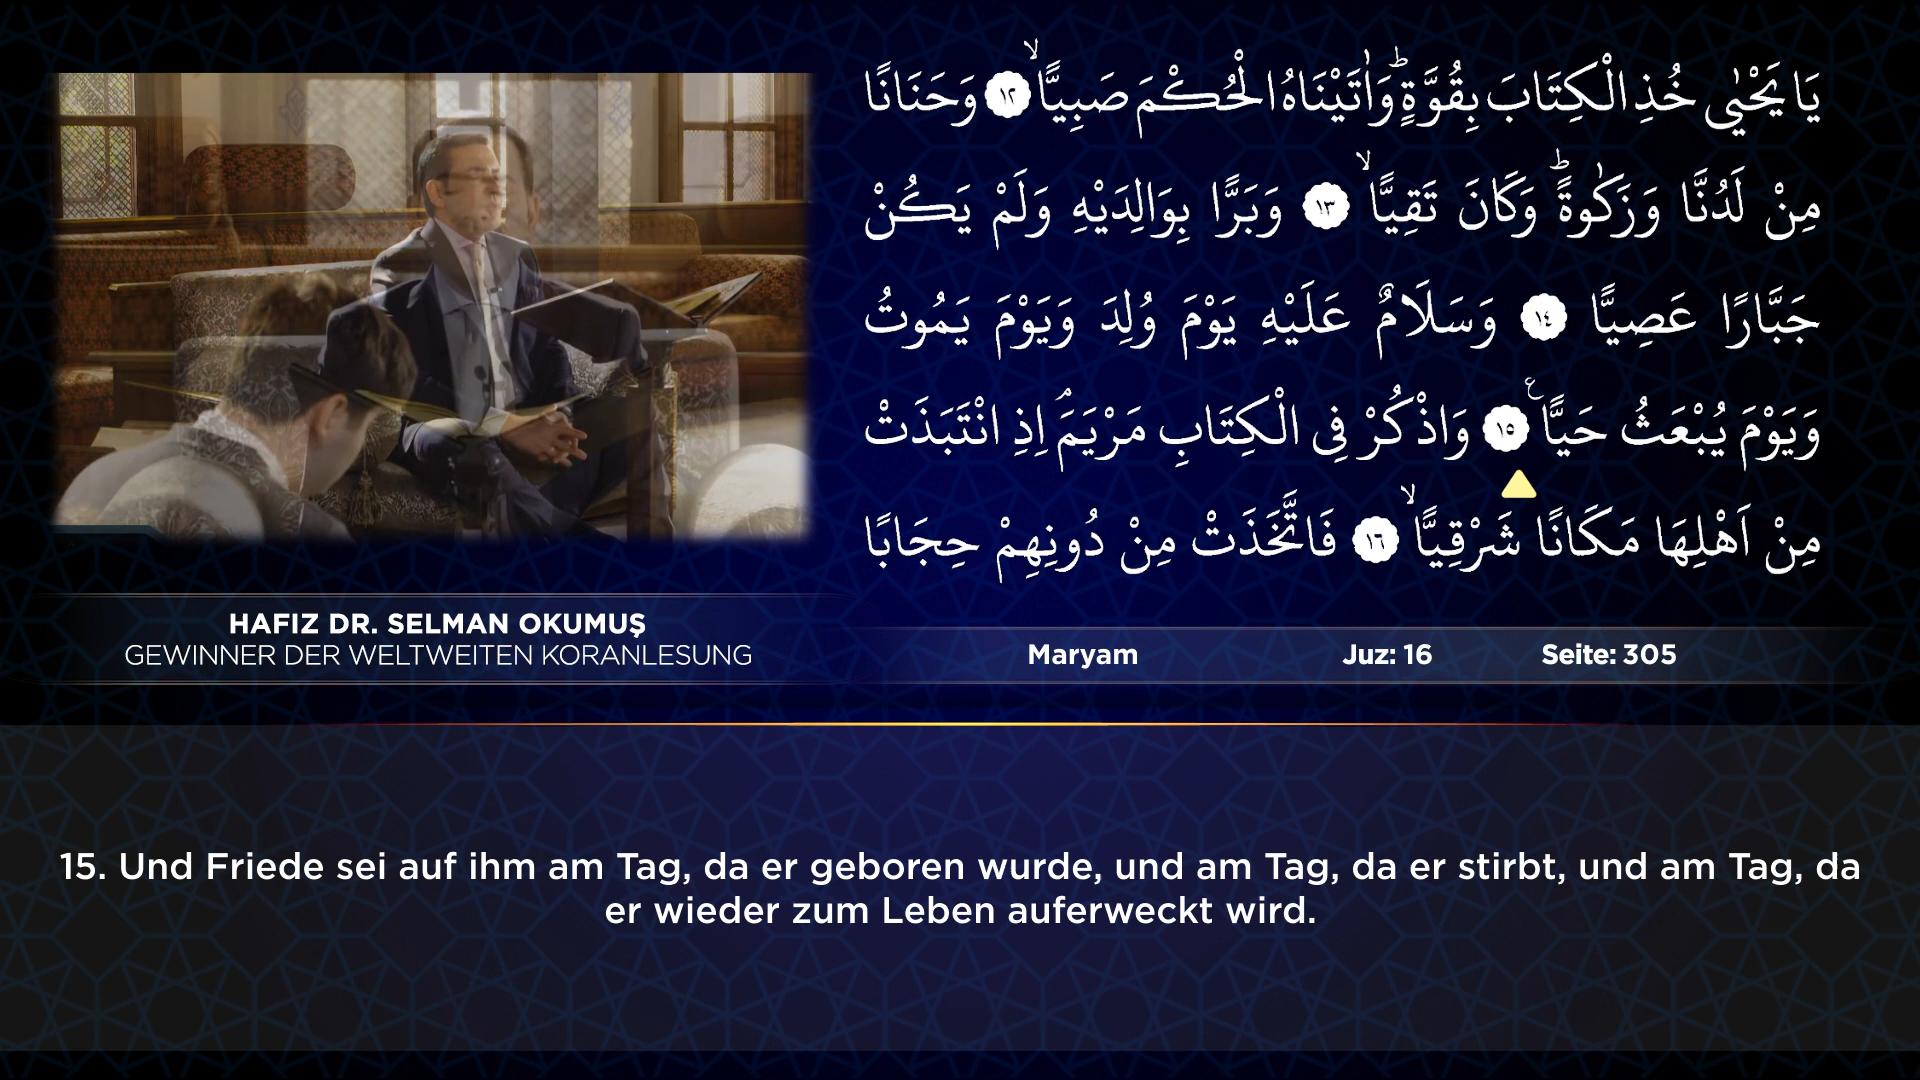 يَا يَحْيٰى خُذِ الْكِتَابَ بِقُوَّةٍۜ وَاٰتَيْنَاهُ الْحُكْمَ صَبِيًّاۙ ١٢ وَحَنَانًا
مِنْ لَدُنَّا وَزَكٰوةًۜ وَكَانَ تَقِيًّاۙ ١٣ وَبَرًّا بِوَالِدَيْهِ وَلَمْ يَكُنْ
جَبَّارًا عَصِيًّا ١٤ وَسَلَامٌ عَلَيْهِ يَوْمَ وُلِدَ وَيَوْمَ يَمُوتُ
وَيَوْمَ يُبْعَثُ حَيًّاࣖ ١٥ وَاذْكُرْ فِى الْكِتَابِ مَرْيَمَۢ اِذِ انْتَبَذَتْ
مِنْ اَهْلِهَا مَكَانًا شَرْقِيًّاۙ ١٦ فَاتَّخَذَتْ مِنْ دُونِهِمْ حِجَابًا
HAFIZ DR. SELMAN OKUMUŞ
GEWINNER DER WELTWEITEN KORANLESUNG
Maryam Juz: 16 Seite: 305
15. Und Friede sei auf ihm am Tag, da er geboren wurde, und am Tag, da er stirbt, und am Tag, da
er wieder zum Leben auferweckt wird.